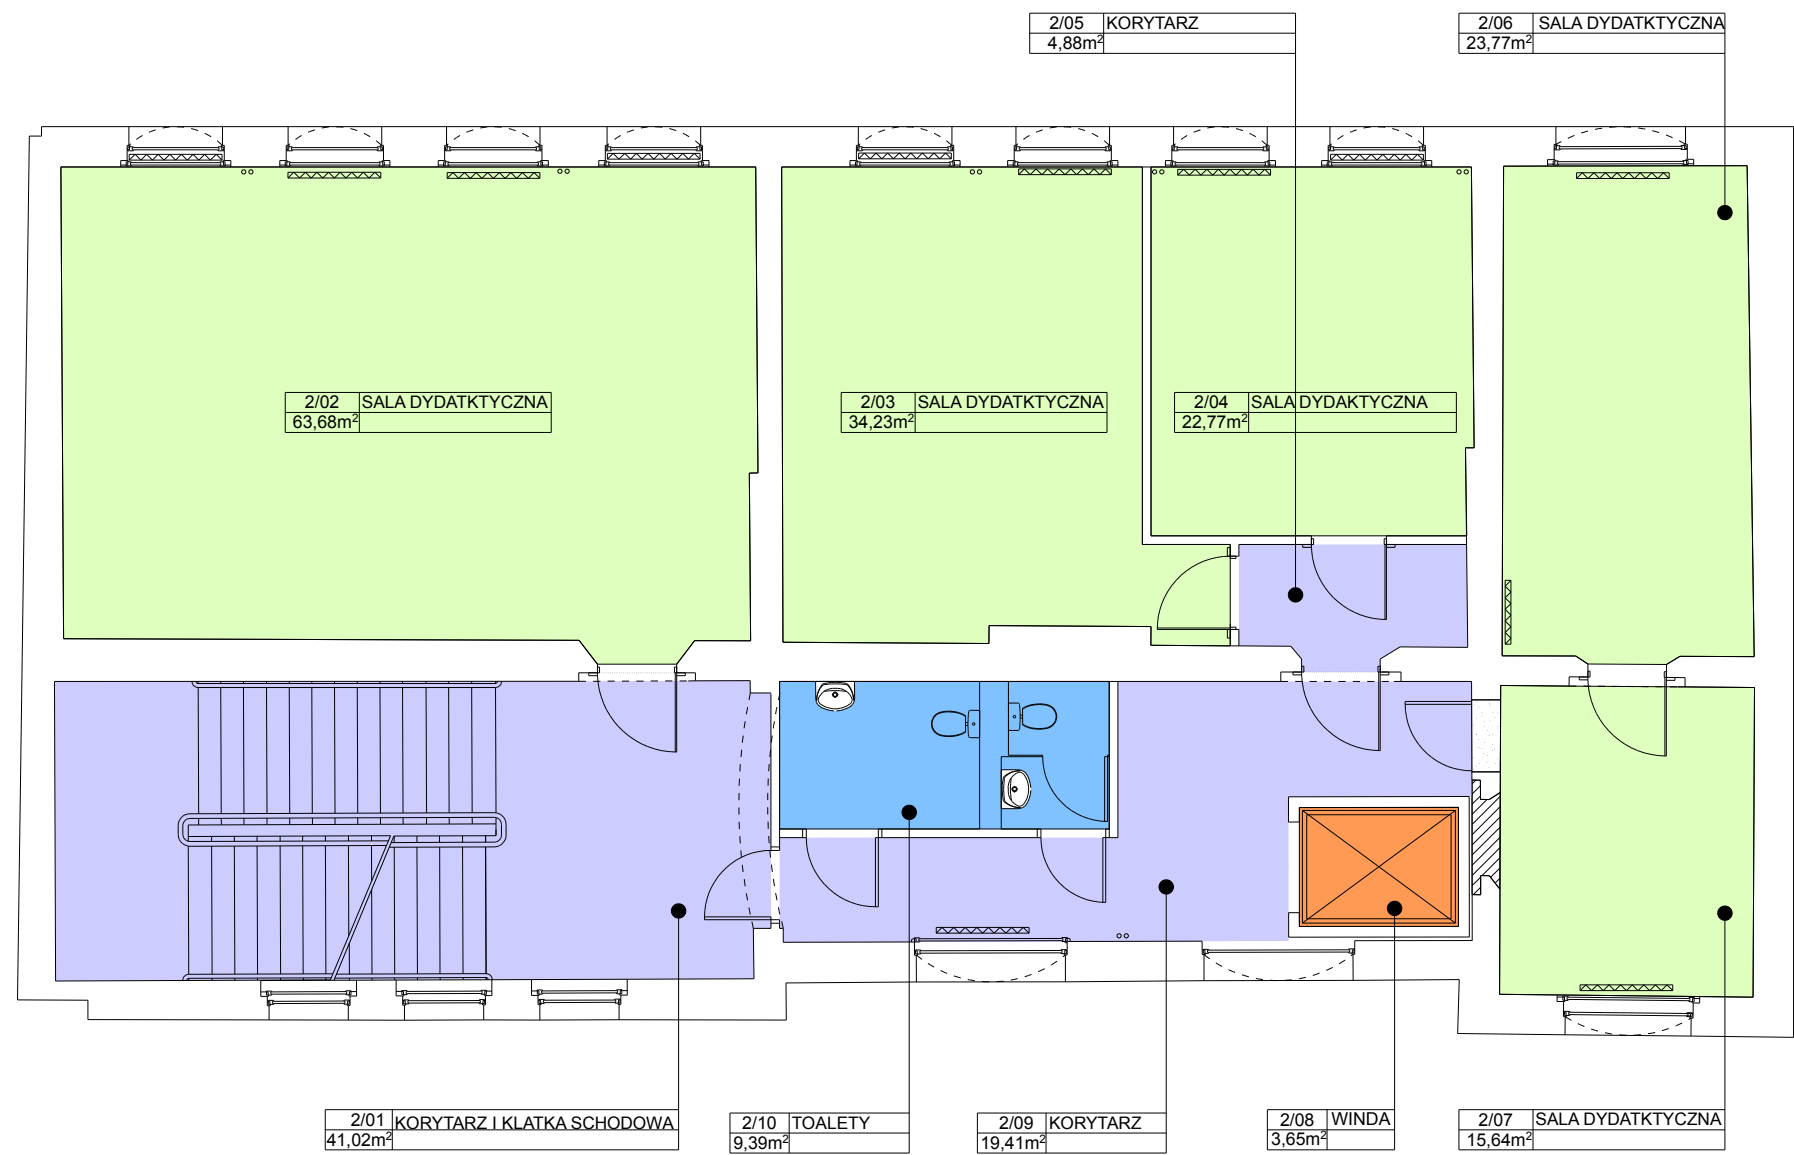 2/05 KORYTARZ
4,88m²
2/06 SALA DYDATKTYCZNA
23,77m²
2/02 SALA DYDATKTYCZNA
63,68m²
2/03 SALA DYDATKTYCZNA
34,23m²
2/04 SALA DYDAKTYCZNA
22,77m²
2/01 KORYTARZ I KLATKA SCHODOWA
41,02m²
2/10 TOALETY
9,39m²
2/09 KORYTARZ
19,41m²
2/08 WINDA
3,65m²
2/07 SALA DYDATKTYCZNA
15,64m²